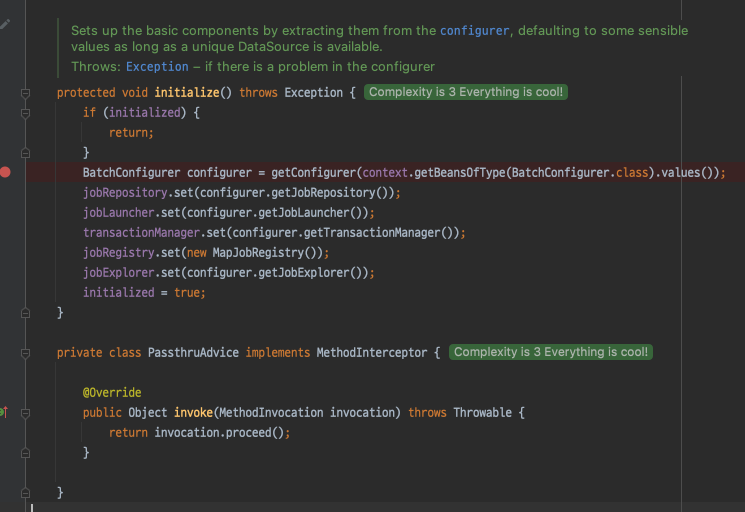 Sets up the basic components by extracting them from the configurer, defaulting to some sensible
values as long as a unique DataSource is available.
Throws: Exception – if there is a problem in the configurer
protected void initialize() throws Exception { Complexity is 3 Everything is cool!
if (initialized) {
return;
}
BatchConfigurer configurer = getConfigurer(context.getBeansOfType(BatchConfigurer.class).values());
jobRepository.set(configurer.getJobRepository());
jobLauncher.set(configurer.getJobLauncher());
transactionManager.set(configurer.getTransactionManager());
jobRegistry.set(new MapJobRegistry());
jobExplorer.set(configurer.getJobExplorer());
initialized = true;
}
private class PassthruAdvice implements MethodInterceptor { Complexity is 3 Everything is cool!
@Override
public Object invoke(MethodInvocation invocation) throws Throwable {
return invocation.proceed();
}
}